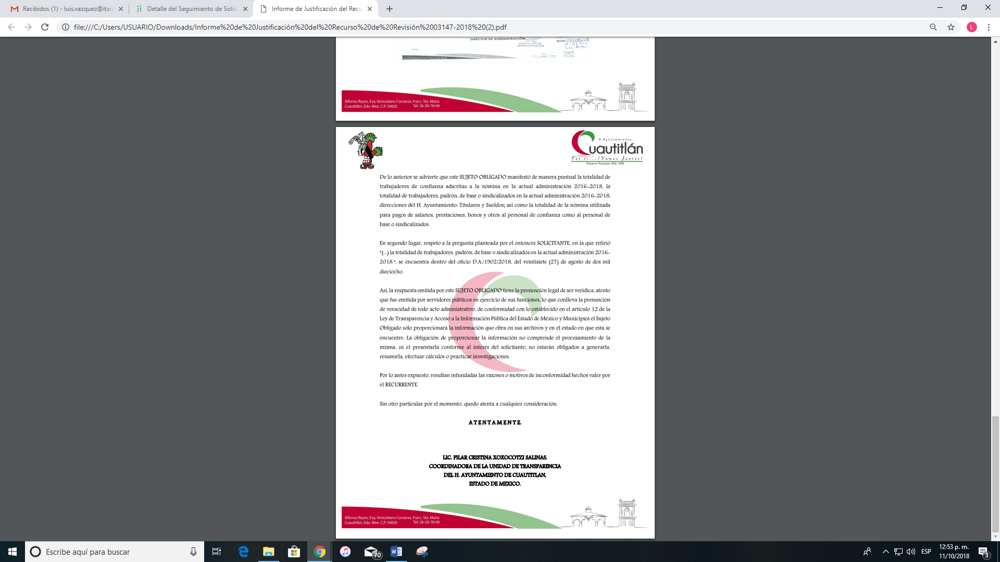 Recibidos (1) - luis.vazquez@itaip
Detalle del Seguimiento de Solici
Informe de Justificación del Recu
file:///C:/Users/USUARIO/Downloads/Informe%20de%20Justificación%20del%20Recurso%20de%20Revisión%2003147-2018%20(2).pdf
L
DIRECTOR DE ADMINISTRACIÓN
DIRECCIÓN DE
ADMINISTRACIÓN
27/08/18
12:33 hrs
Lic. Pilar.
Alfonso Reyes, Esq. Venustiano Carranza, Fracc. Sta. María
Cuautitlán, Edo. Mex. C.P. 54820 Tel: 26-20-78-00
H. Ayuntamiento
Cuautitlán
Por ti...¡Vamos Juntos!
Gobierno Municipal 2016-2018
De lo anterior se advierte que este SUJETO OBLIGADO manifestó de manera puntual la totalidad de
trabajadores de confianza adscritas a la nómina en la actual administración 2016-2018, la
totalidad de trabajadores, padrón, de base o sindicalizados en la actual administración 2016-2018,
direcciones del H. Ayuntamiento, Titulares y Sueldos; así como la totalidad de la nómina utilizada
para pagos de salarios, prestaciones, bonos y otros al personal de confianza como al personal de
base o sindicalizados.
En segundo lugar, respeto a la pregunta planteada por el entonces SOLICITANTE, en la que refirió
"(...) la totalidad de trabajadores, padrón, de base o sindicalizados en la actual administración 2016-
2018.", se encuentra dentro del oficio D.A./1902/2018, del veintisiete (27) de agosto de dos mil
dieciocho.
Así, la respuesta emitida por este SUJETO OBLIGADO tiene la presunción legal de ser verídica, atento
que fue emitida por servidores públicos en ejercicio de sus funciones, lo que conlleva la presunción
de veracidad de todo acto administrativo, de conformidad con lo establecido en el artículo 12 de la
Ley de Transparencia y Acceso a la Información Pública del Estado de México y Municipios el Sujeto
Obligado sólo proporcionará la información que obra en sus archivos y en el estado en que esta se
encuentre. La obligación de proporcionar la información no comprende el procesamiento de la
misma, ni el presentarla conforme al interés del solicitante; no estarán obligados a generarla,
resumirla, efectuar cálculos o practicar investigaciones.
Por lo antes expuesto, resultan infundadas las razones o motivos de inconformidad hechos valer por
el RECURRENTE.
Sin otro particular por el momento, quedo atenta a cualquier consideración.
A T E N T A M E N T E.
LIC. PILAR CRISTINA XOXOCOTZI SALINAS.
COORDINADORA DE LA UNIDAD DE TRANSPARENCIA
DEL H. AYUNTAMIENTO DE CUAUTITLAN,
ESTADO DE MEXICO.
Alfonso Reyes, Esq. Venustiano Carranza, Fracc. Sta. María
Cuautitlán, Edo. Mex. C.P. 54820 Tel: 26-20-78-00
Escribe aquí para buscar
70
ESP
12:53 p. m.
11/10/2018
3